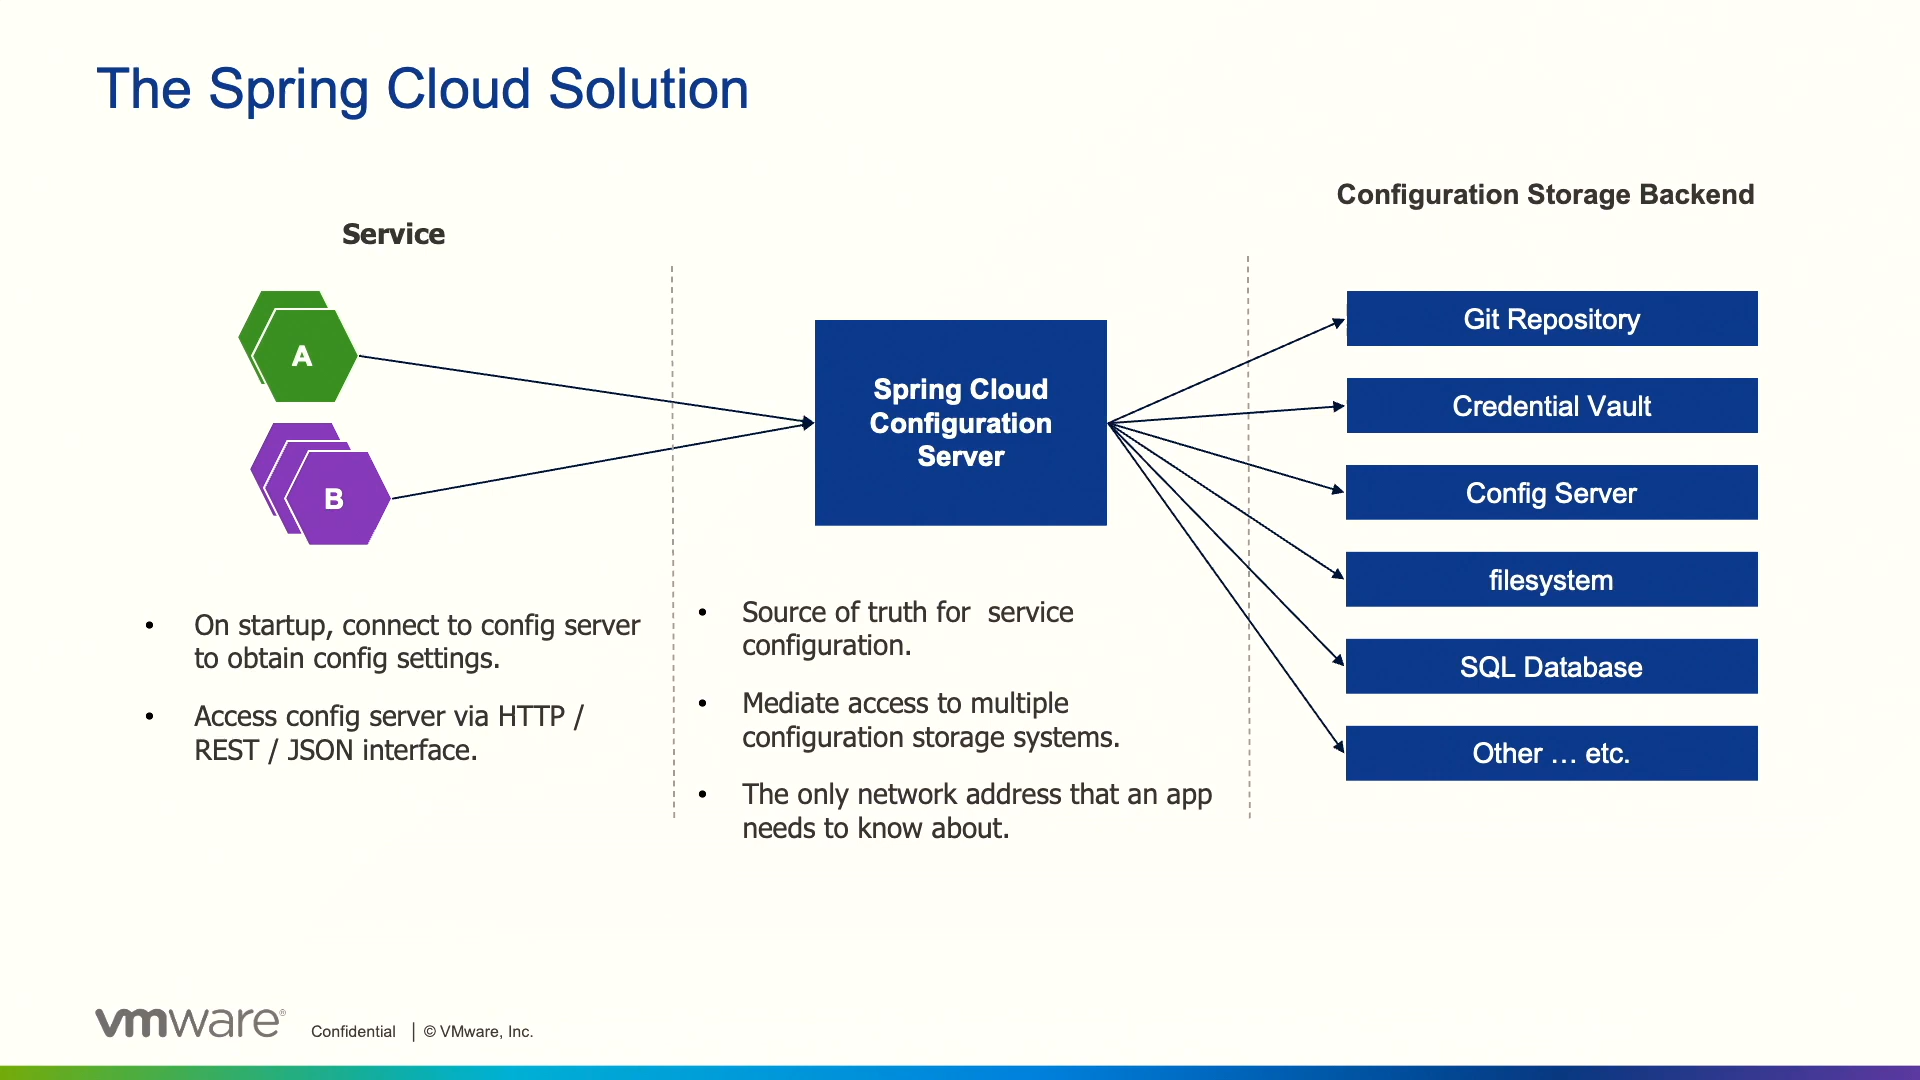 The Spring Cloud Solution
Service
Configuration Storage Backend
A
B
Spring Cloud
Configuration
Server
Git Repository
Credential Vault
Config Server
filesystem
SQL Database
Other … etc.
• On startup, connect to config server
to obtain config settings.
• Access config server via HTTP /
REST / JSON interface.
• Source of truth for  service
configuration.
• Mediate access to multiple
configuration storage systems.
• The only network address that an app
needs to know about.
vmware® Confidential | © VMware, Inc.